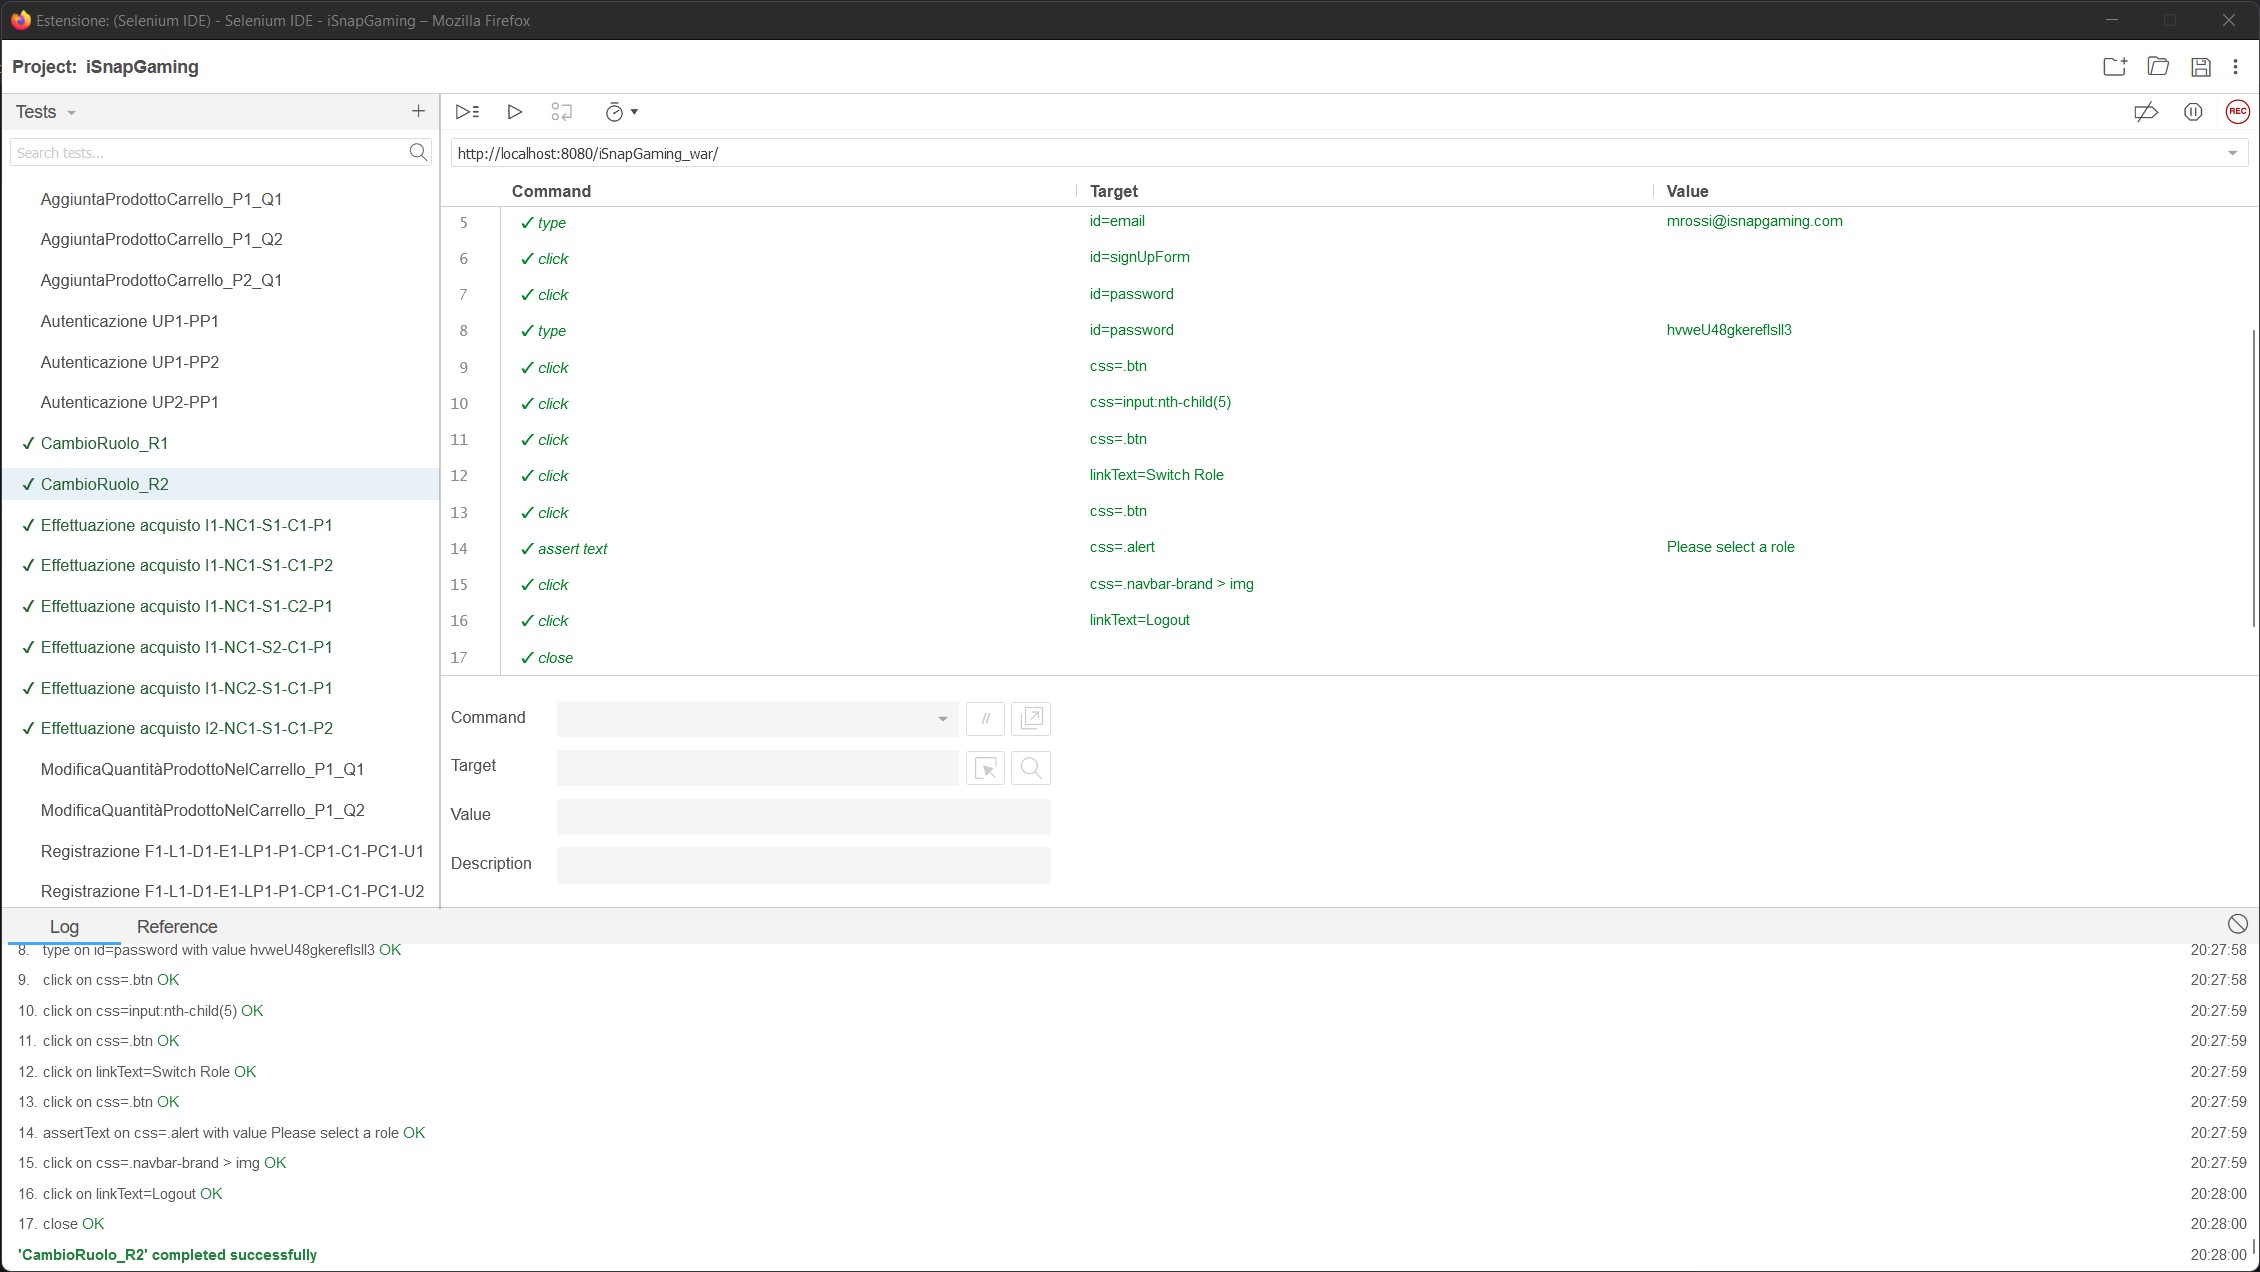 Estensione: (Selenium IDE) - Selenium IDE - iSnapGaming – Mozilla Firefox
Project: iSnapGaming
Tests
Search tests...
AggiuntaProdottoCarrello_P1_Q1
AggiuntaProdottoCarrello_P1_Q2
AggiuntaProdottoCarrello_P2_Q1
Autenticazione UP1-PP1
Autenticazione UP1-PP2
Autenticazione UP2-PP1
✓ CambioRuolo_R1
✓ CambioRuolo_R2
✓ Effettuazione acquisto I1-NC1-S1-C1-P1
✓ Effettuazione acquisto I1-NC1-S1-C1-P2
✓ Effettuazione acquisto I1-NC1-S1-C2-P1
✓ Effettuazione acquisto I1-NC1-S2-C1-P1
✓ Effettuazione acquisto I1-NC2-S1-C1-P1
✓ Effettuazione acquisto I2-NC1-S1-C1-P2
ModificaQuantitàProdottoNelCarrello_P1_Q1
ModificaQuantitàProdottoNelCarrello_P1_Q2
Registrazione F1-L1-D1-E1-LP1-P1-CP1-C1-PC1-U1
Registrazione F1-L1-D1-E1-LP1-P1-CP1-C1-PC1-U2
REC
http://localhost:8080/iSnapGaming_war/
Command Target Value
5 ✓ type id=email mrossi@isnapgaming.com
6 ✓ click id=signUpForm
7 ✓ click id=password
8 ✓ type id=password hvweU48gkereflsll3
9 ✓ click css=.btn
10 ✓ click css=input:nth-child(5)
11 ✓ click css=.btn
12 ✓ click linkText=Switch Role
13 ✓ click css=.btn
14 ✓ assert text css=.alert Please select a role
15 ✓ click css=.navbar-brand > img
16 ✓ click linkText=Logout
17 ✓ close
Command //
Target
Value
Description
Log Reference
8. type on id=password with value hvweU48gkereflsll3 OK 20:27:58
9. click on css=.btn OK 20:27:58
10. click on css=input:nth-child(5) OK 20:27:59
11. click on css=.btn OK 20:27:59
12. click on linkText=Switch Role OK 20:27:59
13. click on css=.btn OK 20:27:59
14. assertText on css=.alert with value Please select a role OK 20:27:59
15. click on css=.navbar-brand > img OK 20:27:59
16. click on linkText=Logout OK 20:28:00
17. close OK 20:28:00
'CambioRuolo_R2' completed successfully 20:28:00